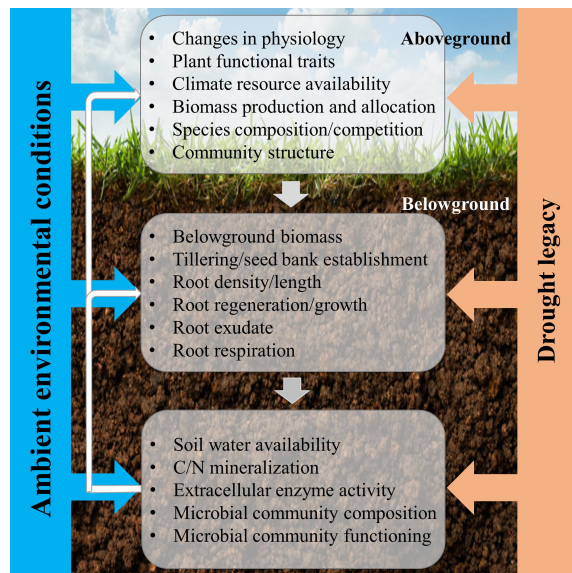 Ambient environmental conditions
Aboveground
• Changes in physiology
• Plant functional traits
• Climate resource availability
• Biomass production and allocation
• Species composition/competition
• Community structure
Belowground
• Belowground biomass
• Tillering/seed bank establishment
• Root density/length
• Root regeneration/growth
• Root exudate
• Root respiration
• Soil water availability
• C/N mineralization
• Extracellular enzyme activity
• Microbial community composition
• Microbial community functioning
Drought legacy